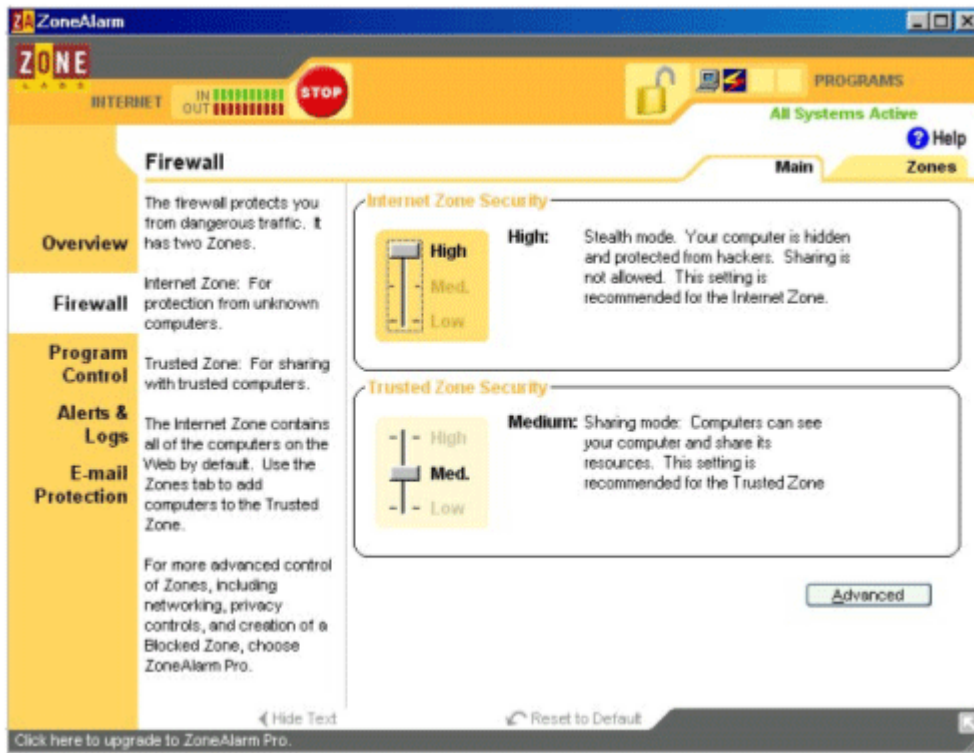 ZA ZoneAlarm
ZONE
LABS
INTERNET
IN
OUT
STOP
PROGRAMS
All Systems Active
Help
Firewall
Main
Zones
Overview
Firewall
Program
Control
Alerts &
Logs
E-mail
Protection
The firewall protects you
from dangerous traffic. It
has two Zones.
Internet Zone: For
protection from unknown
computers.
Trusted Zone: For sharing
with trusted computers.
The Internet Zone contains
all of the computers on the
Web by default. Use the
Zones tab to add
computers to the Trusted
Zone.
For more advanced control
of Zones, including
networking, privacy
controls, and creation of a
Blocked Zone, choose
ZoneAlarm Pro.
Internet Zone Security
High
Med.
Low
High: Stealth mode. Your computer is hidden
and protected from hackers. Sharing is
not allowed. This setting is
recommended for the Internet Zone.
Trusted Zone Security
High
Med.
Low
Medium: Sharing mode: Computers can see
your computer and share its
resources. This setting is
recommended for the Trusted Zone
Advanced
Hide Text
Reset to Default
Click here to upgrade to ZoneAlarm Pro.